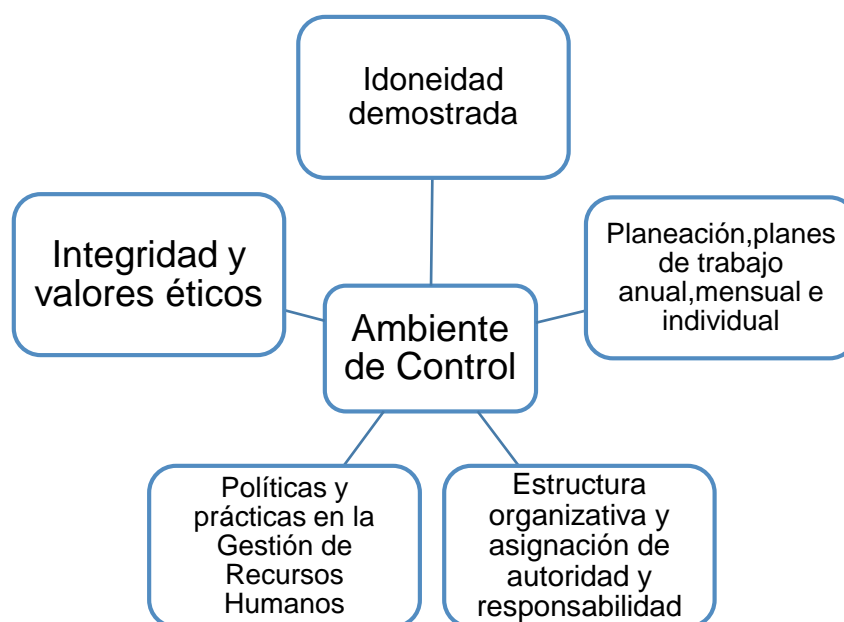 Idoneidad
demostrada
Integridad y
valores éticos
Planeación,planes
de trabajo
anual,mensual e
individual
Ambiente
de Control
Políticas y
prácticas en la
Gestión de
Recursos
Humanos
Estructura
organizativa y
asignación de
autoridad y
responsabilidad